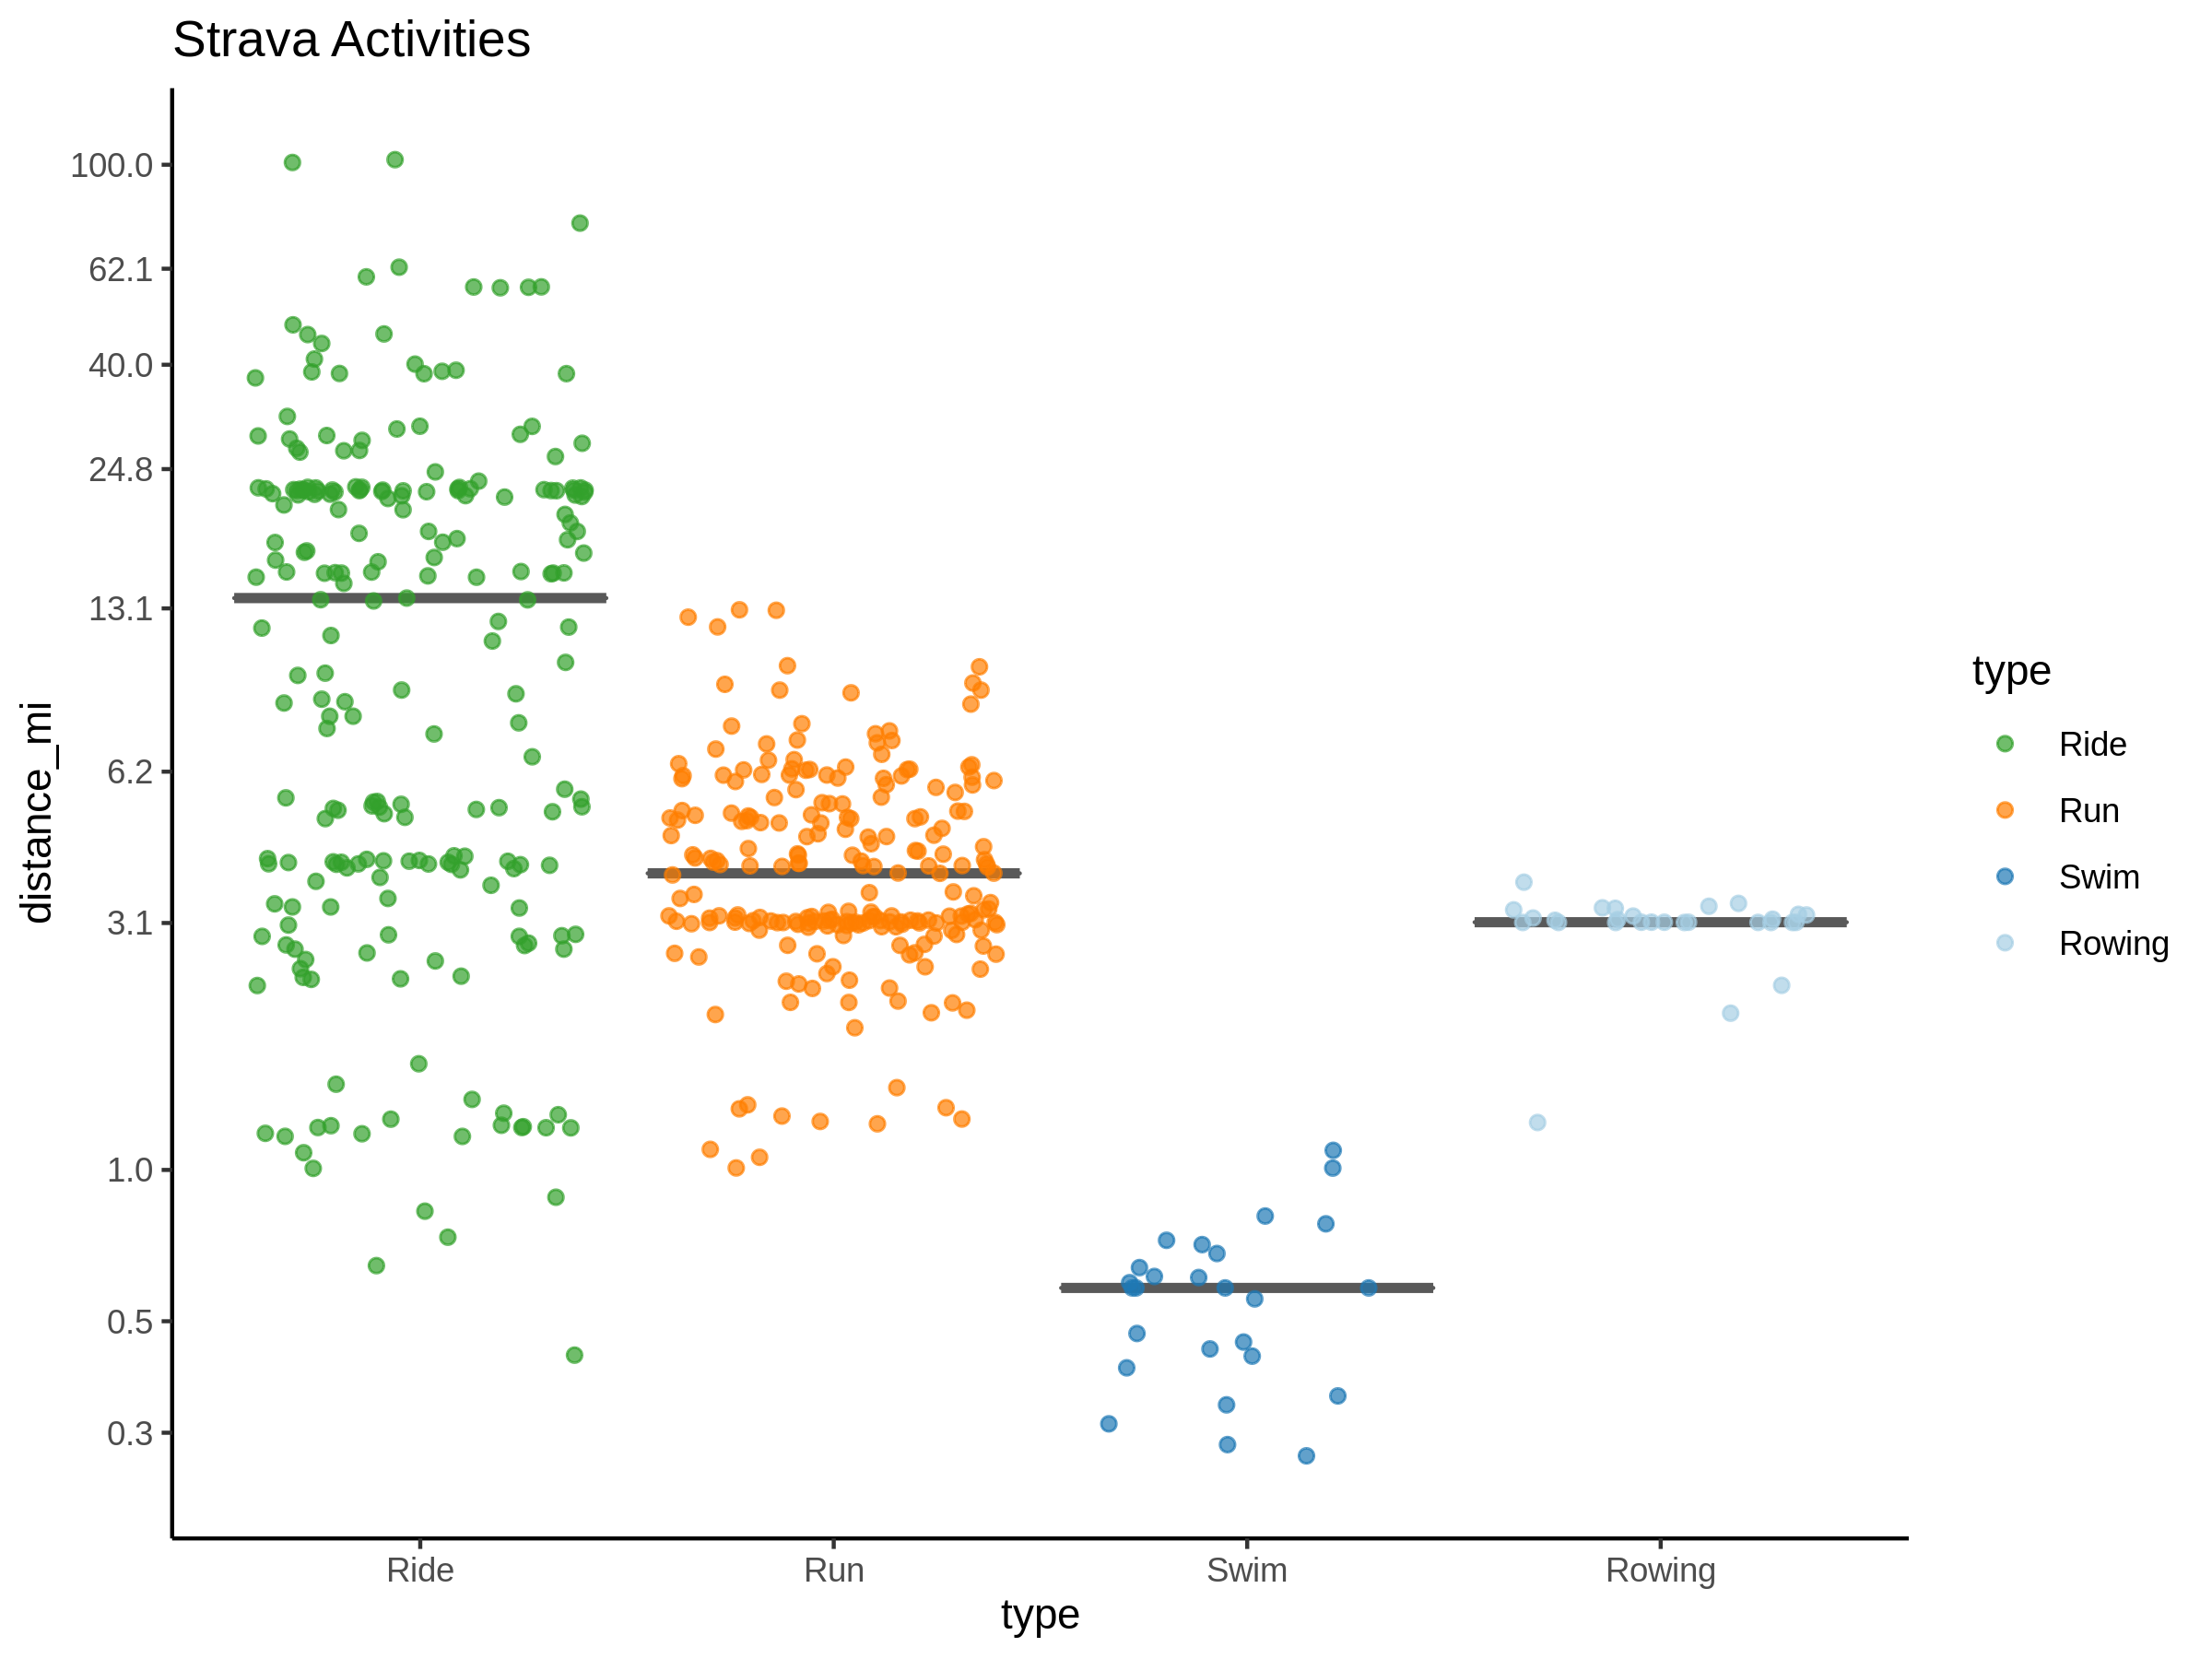 Strava Activities
distance_mi
100.0
62.1
40.0
24.8
13.1
6.2
3.1
1.0
0.5
0.3
Ride
Run
Swim
Rowing
type
type
Ride
Run
Swim
Rowing